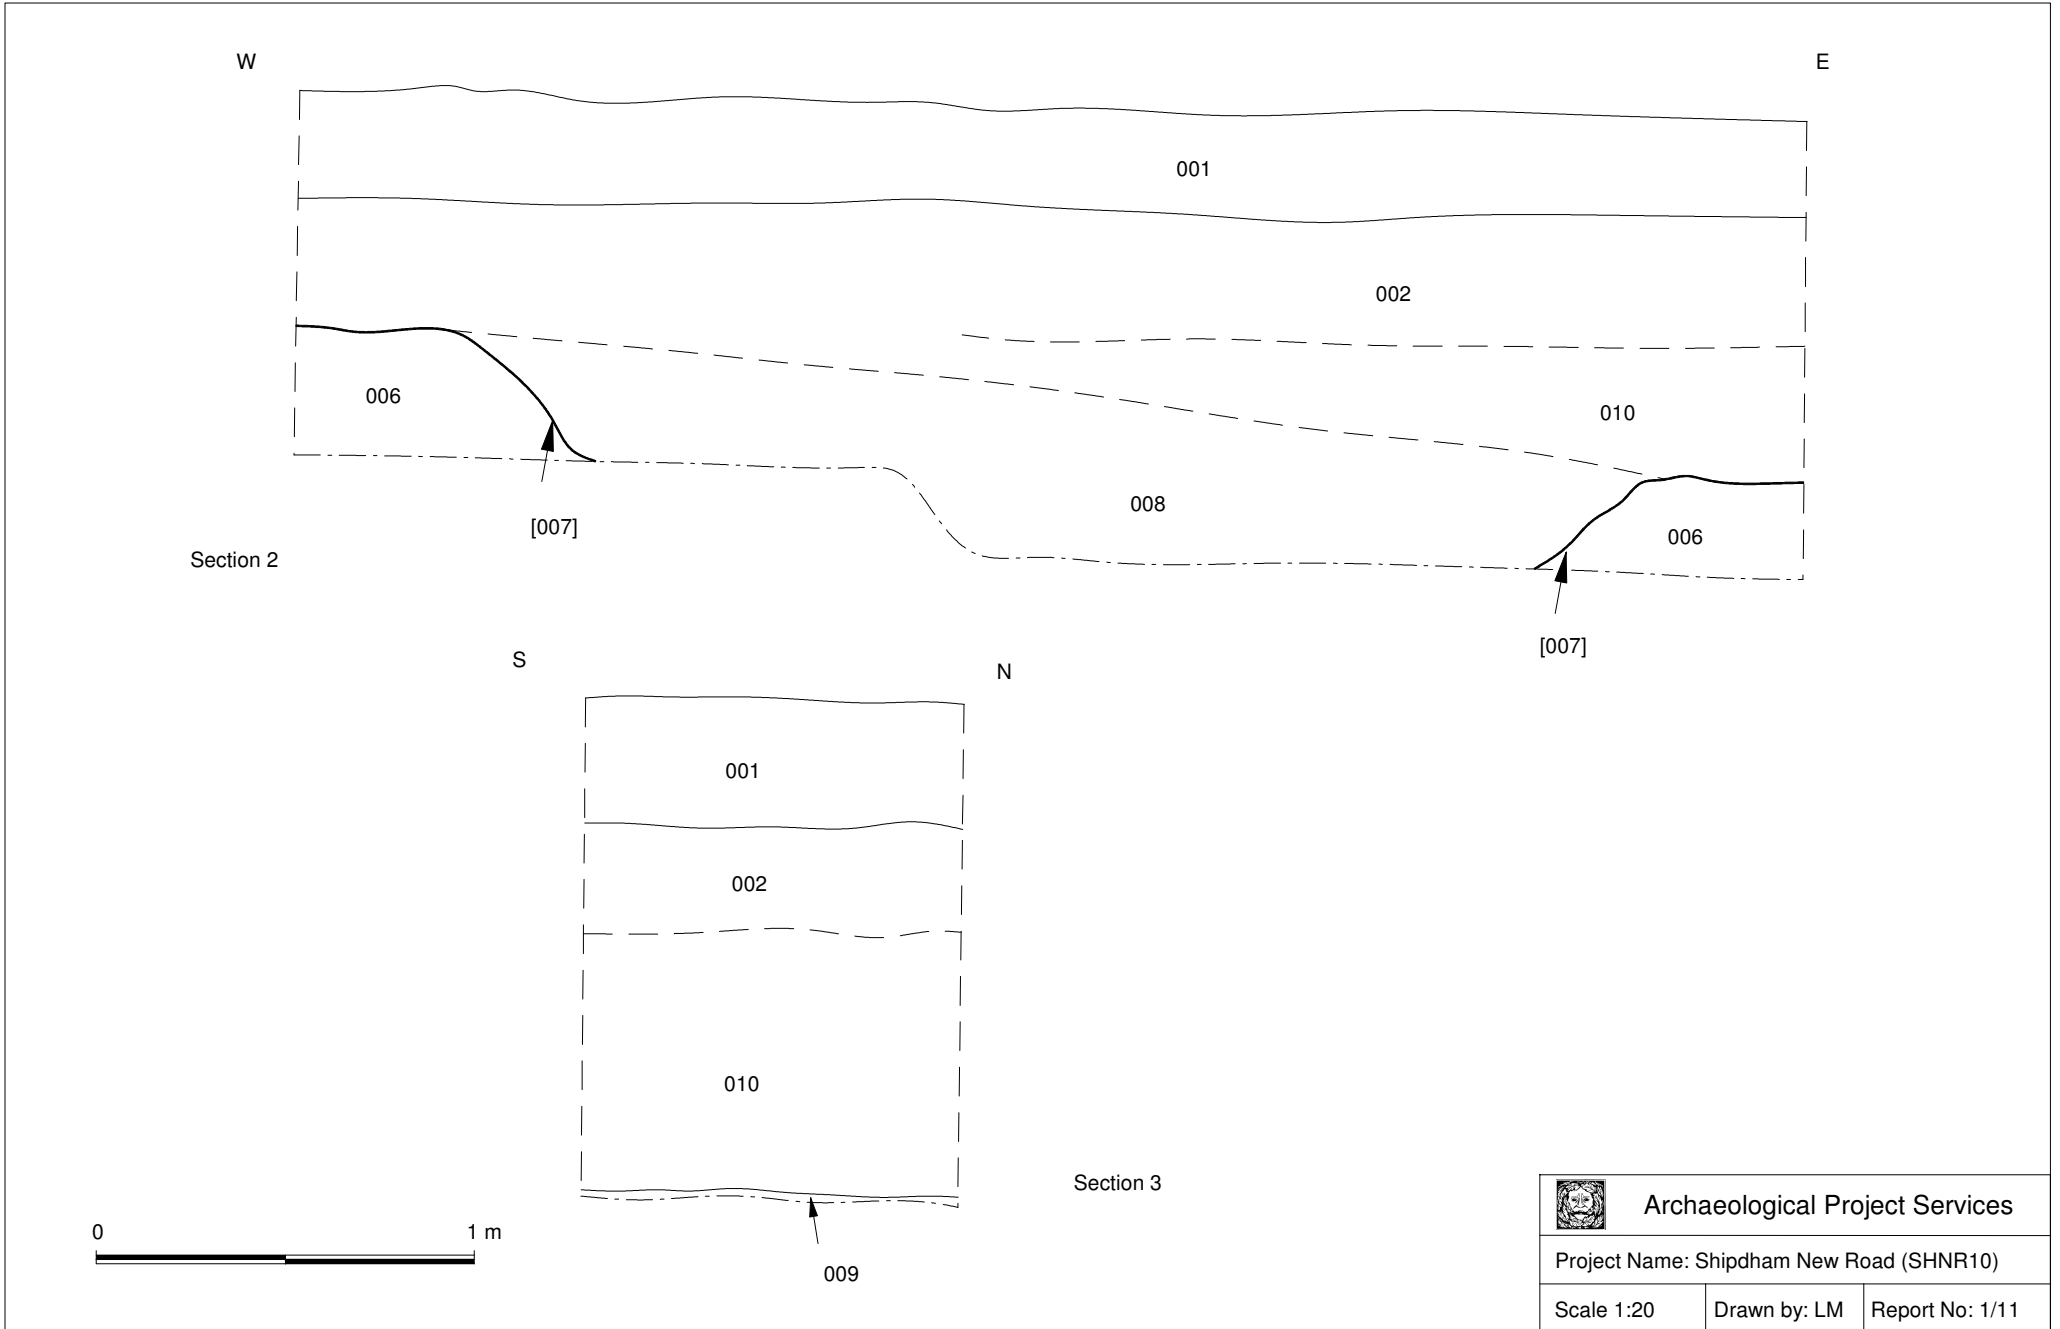 W
E
001
002
006
010
008
[007]
006
Section 2
[007]
S
N
001
002
010
Section 3
0
1 m
009
Archaeological Project Services
Project Name: Shipdham New Road (SHNR10)
Scale 1:20
Drawn by: LM
Report No: 1/11